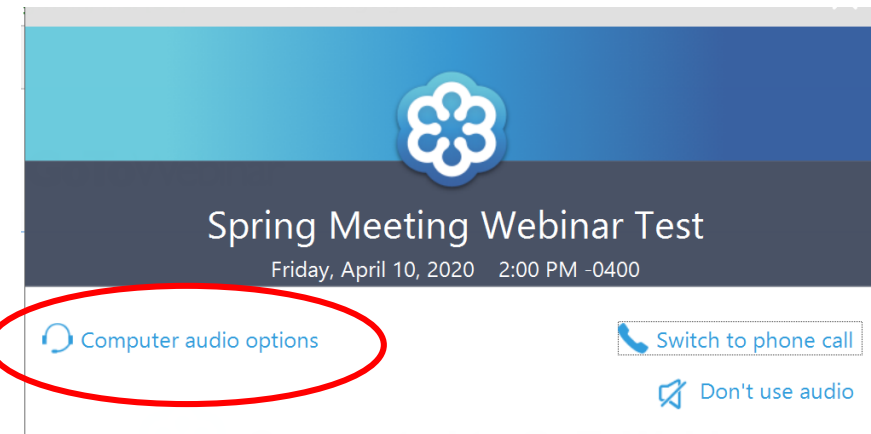 Spring Meeting Webinar Test
Friday, April 10, 2020 2:00 PM -0400
Computer audio options
Switch to phone call
Don't use audio